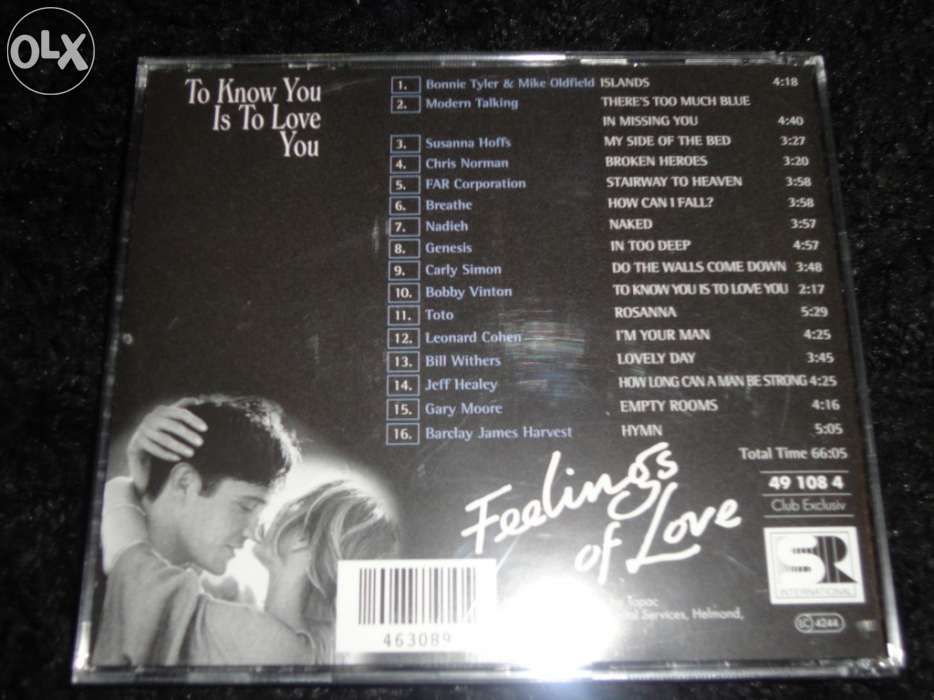 OLX
To Know You
Is To Love
You
1. Bonnie Tyler & Mike Oldfield ISLANDS 4:18
2. Modern Talking THERE'S TOO MUCH BLUE
IN MISSING YOU 4:40
3. Susanna Hoffs MY SIDE OF THE BED 3:27
4. Chris Norman BROKEN HEROES 3:20
5. FAR Corporation STAIRWAY TO HEAVEN 3:58
6. Breathe HOW CAN I FALL? 3:58
7. Nadieh NAKED 3:57
8. Genesis IN TOO DEEP 4:57
9. Carly Simon DO THE WALLS COME DOWN 3:48
10. Bobby Vinton TO KNOW YOU IS TO LOVE YOU 2:17
11. Toto ROSANNA 5:29
12. Leonard Cohen I'M YOUR MAN 4:25
13. Bill Withers LOVELY DAY 3:45
14. Jeff Healey HOW LONG CAN A MAN BE STRONG 4:25
15. Gary Moore EMPTY ROOMS 4:16
16. Barclay James Harvest HYMN 5:05
Total Time 66:05
49 108 4
Club Exclusiv
Feelings
of Love
SR
INTERNATIONAL
Topac
Services, Helmond,
LC 4244
463089